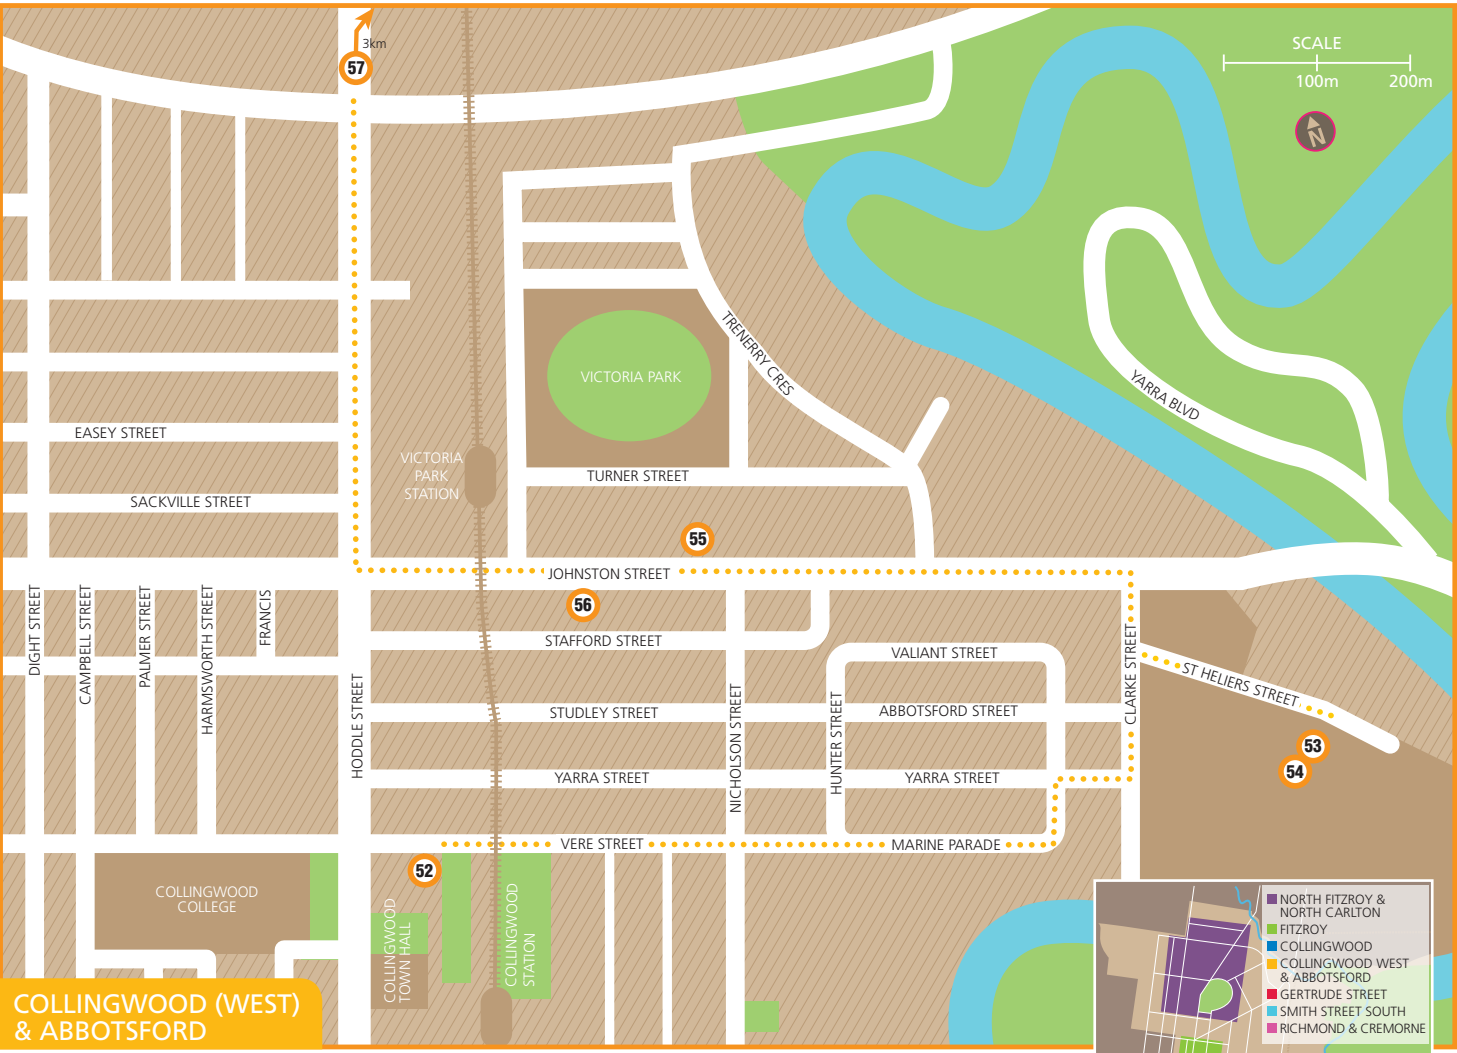 3km
57
SCALE
100m
200m
N
TRENERRY CRES
VICTORIA PARK
YARRA BLVD
EASEY STREET
VICTORIA
PARK
STATION
TURNER STREET
SACKVILLE STREET
55
JOHNSTON STREET
56
DIGHT STREET
CAMPBELL STREET
PALMER STREET
HARMSWORTH STREET
FRANCIS
STAFFORD STREET
VALIANT STREET
CLARKE STREET
ST HELIERS STREET
HODDLE STREET
STUDLEY STREET
NICHOLSON STREET
HUNTER STREET
ABBOTSFORD STREET
53
54
YARRA STREET
YARRA STREET
VERE STREET
MARINE PARADE
52
COLLINGWOOD
COLLEGE
COLLINGWOOD
TOWN HALL
COLLINGWOOD
STATION
COLLINGWOOD (WEST)
& ABBOTSFORD
NORTH FITZROY &
NORTH CARLTON
FITZROY
COLLINGWOOD
COLLINGWOOD WEST
& ABBOTSFORD
GERTRUDE STREET
SMITH STREET SOUTH
RICHMOND & CREMORNE